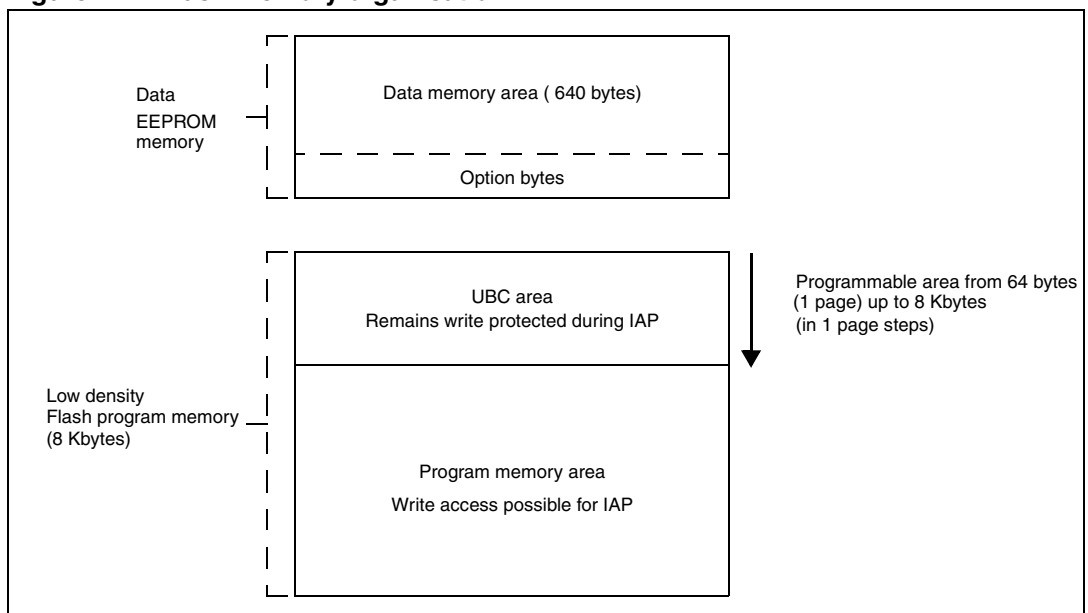 Data memory area ( 640 bytes)
Data
EEPROM
memory
Option bytes
UBC area
Remains write protected during IAP
Programmable area from 64 bytes
(1 page) up to 8 Kbytes
(in 1 page steps)
Low density
Flash program memory
(8 Kbytes)
Program memory area
Write access possible for IAP